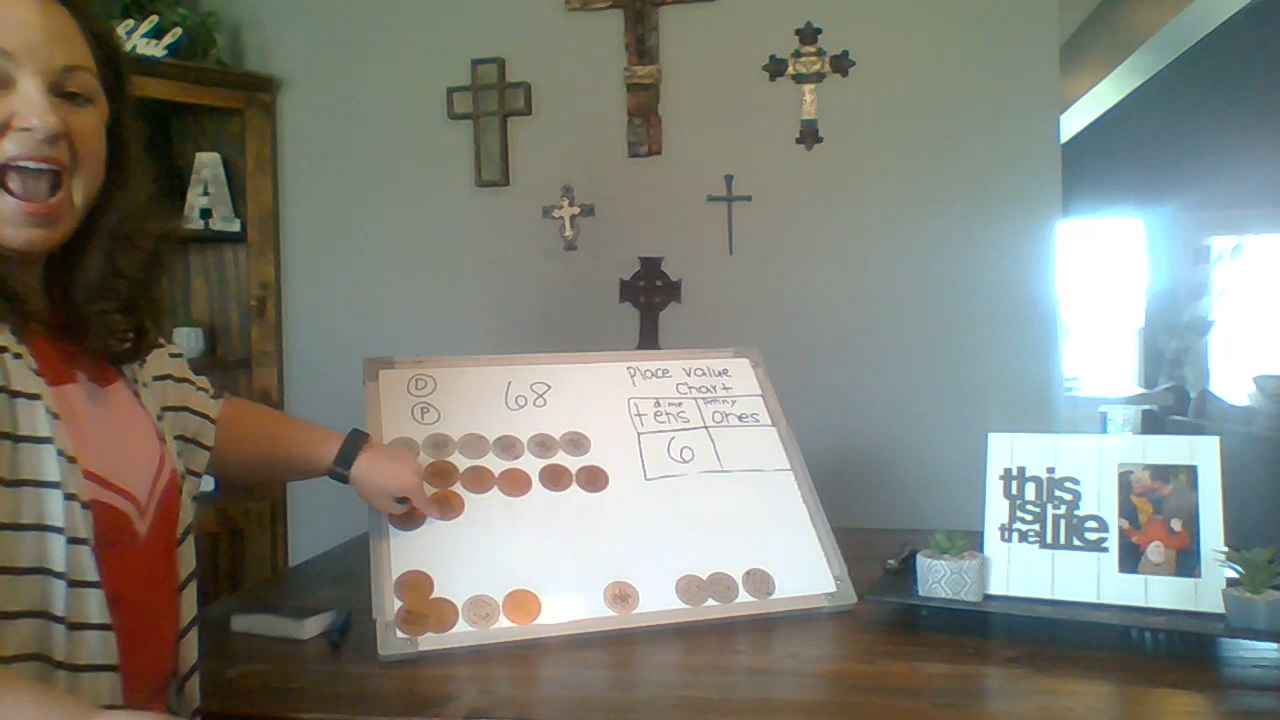 A
D
68
P
Place Value
Chart
dime
Penny
tens
ones
6
this
is
the life